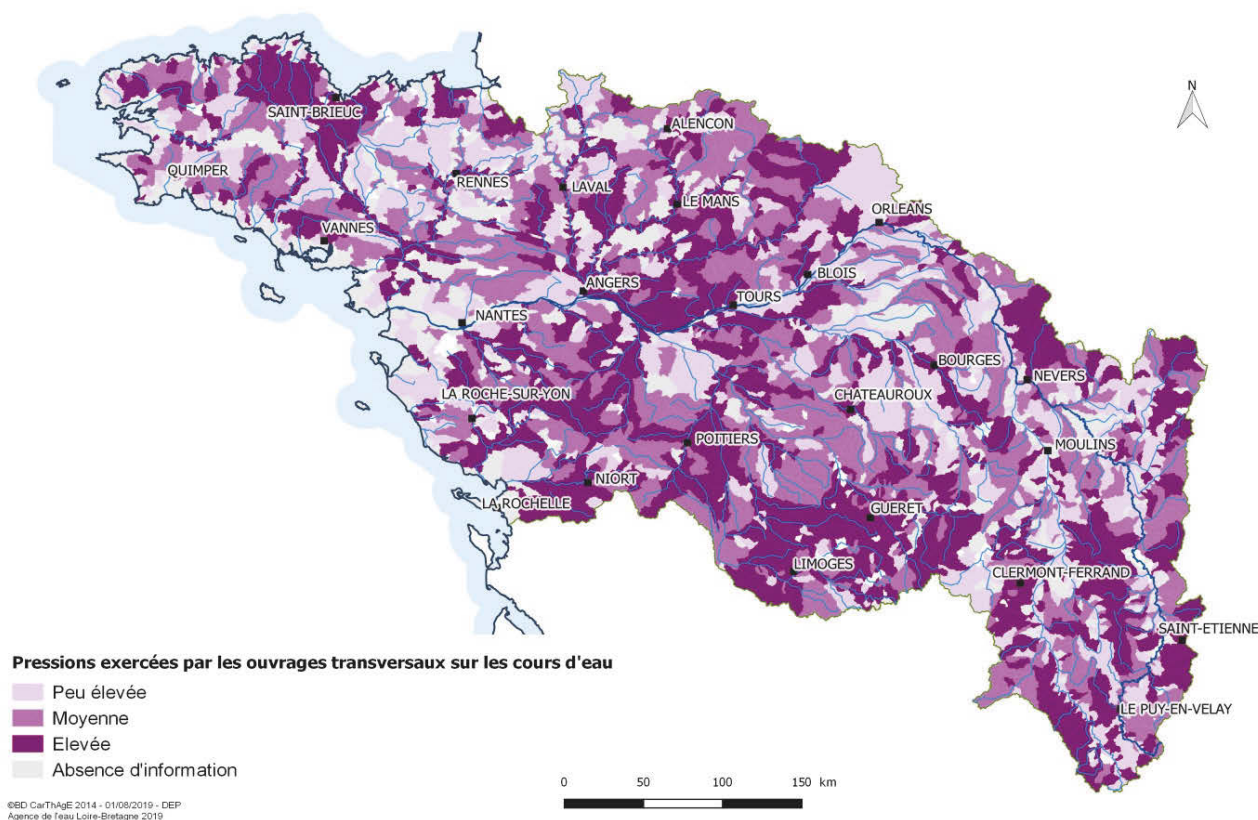 N
ALENCON
SAINT-BRIEUC
QUIMPER
RENNES
LAVAL
LE MANS
ORLEANS
VANNES
BLOIS
ANGERS
TOURS
NANTES
BOURGES
NEVERS
LA ROCHE-SUR-YON
CHATEAUROUX
POITIERS
MOULINS
NIORT
LA ROCHELLE
GUERET
LIMOGES
CLERMONT-FERRAND
SAINT-ETIENNE
LE PUY-EN-VELAY
Pressions exercées par les ouvrages transversaux sur les cours d'eau
Peu élevée
Moyenne
Elevée
Absence d'information
0 50 100 150 km
©BD CarThAgE 2014 - 01/08/2019 - DEP
Agence de l'eau Loire-Bretagne 2019